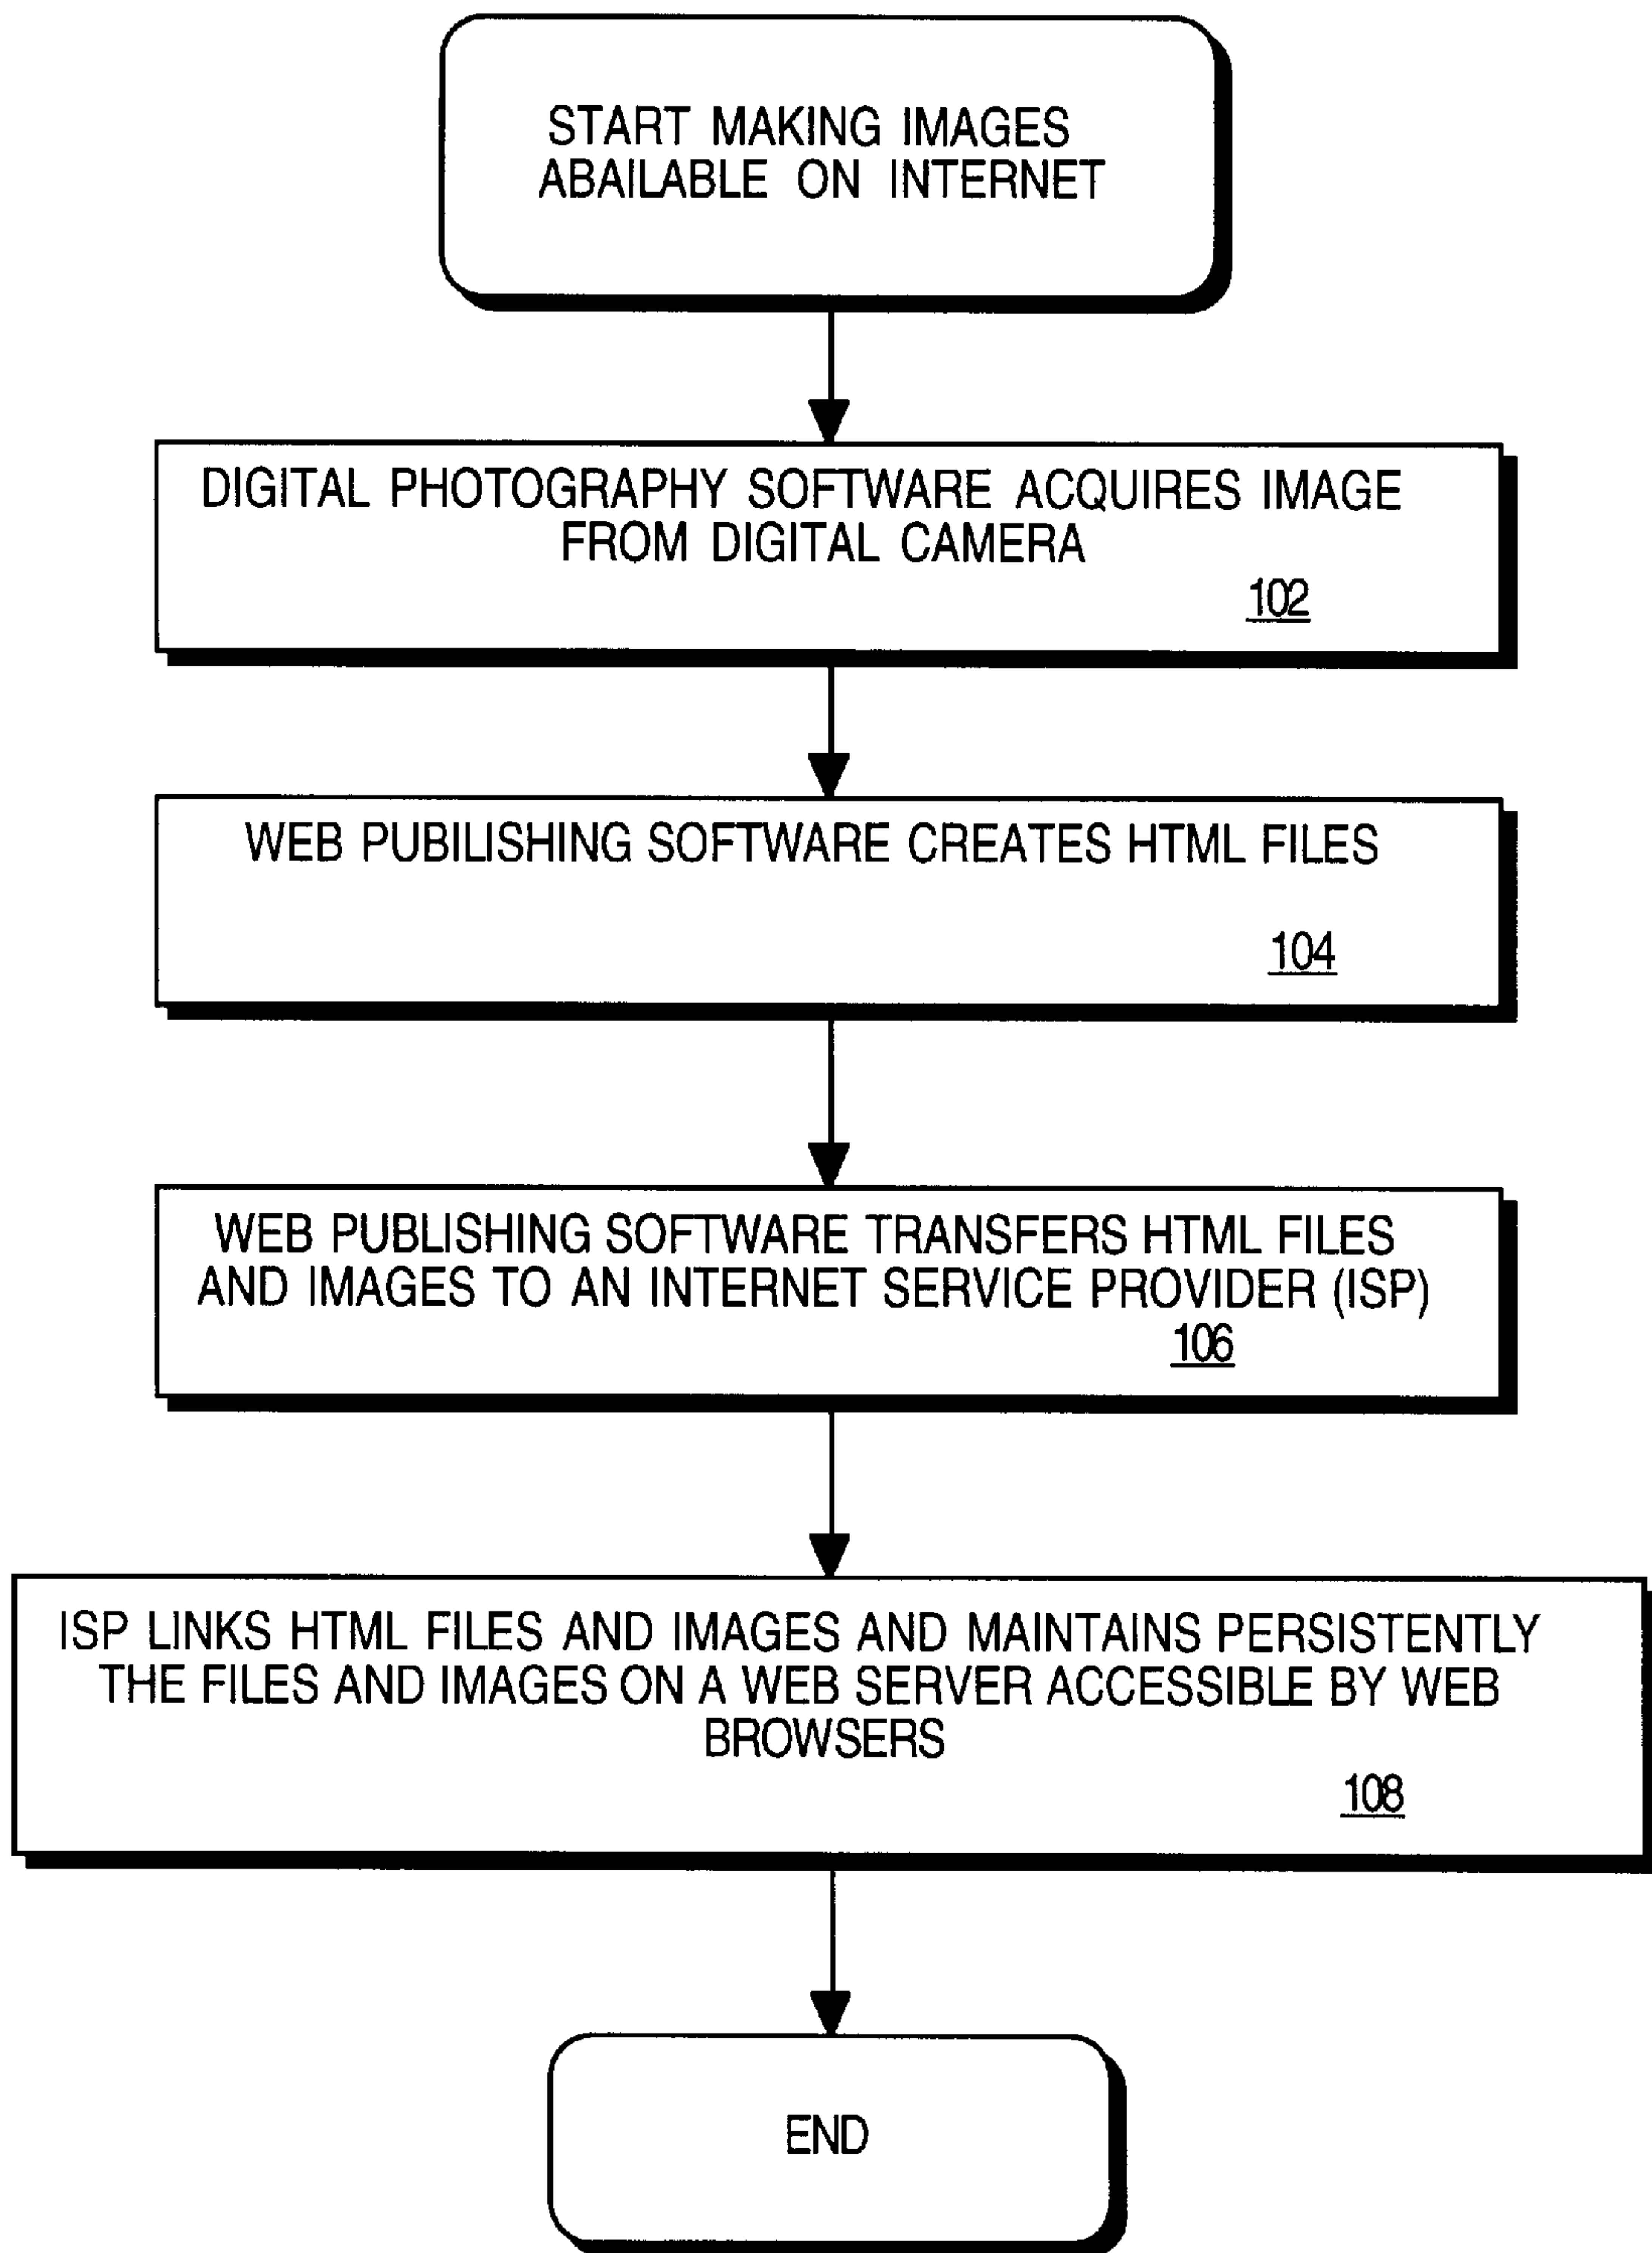 START MAKING IMAGES
ABAILABLE ON INTERNET
DIGITAL PHOTOGRAPHY SOFTWARE ACQUIRES IMAGE
FROM DIGITAL CAMERA
102
WEB PUBILISHING SOFTWARE CREATES HTML FILES
104
WEB PUBLISHING SOFTWARE TRANSFERS HTML FILES
AND IMAGES TO AN INTERNET SERVICE PROVIDER (ISP)
106
ISP LINKS HTML FILES AND IMAGES AND MAINTAINS PERSISTENTLY
THE FILES AND IMAGES ON A WEB SERVER ACCESSIBLE BY WEB
BROWSERS
108
END